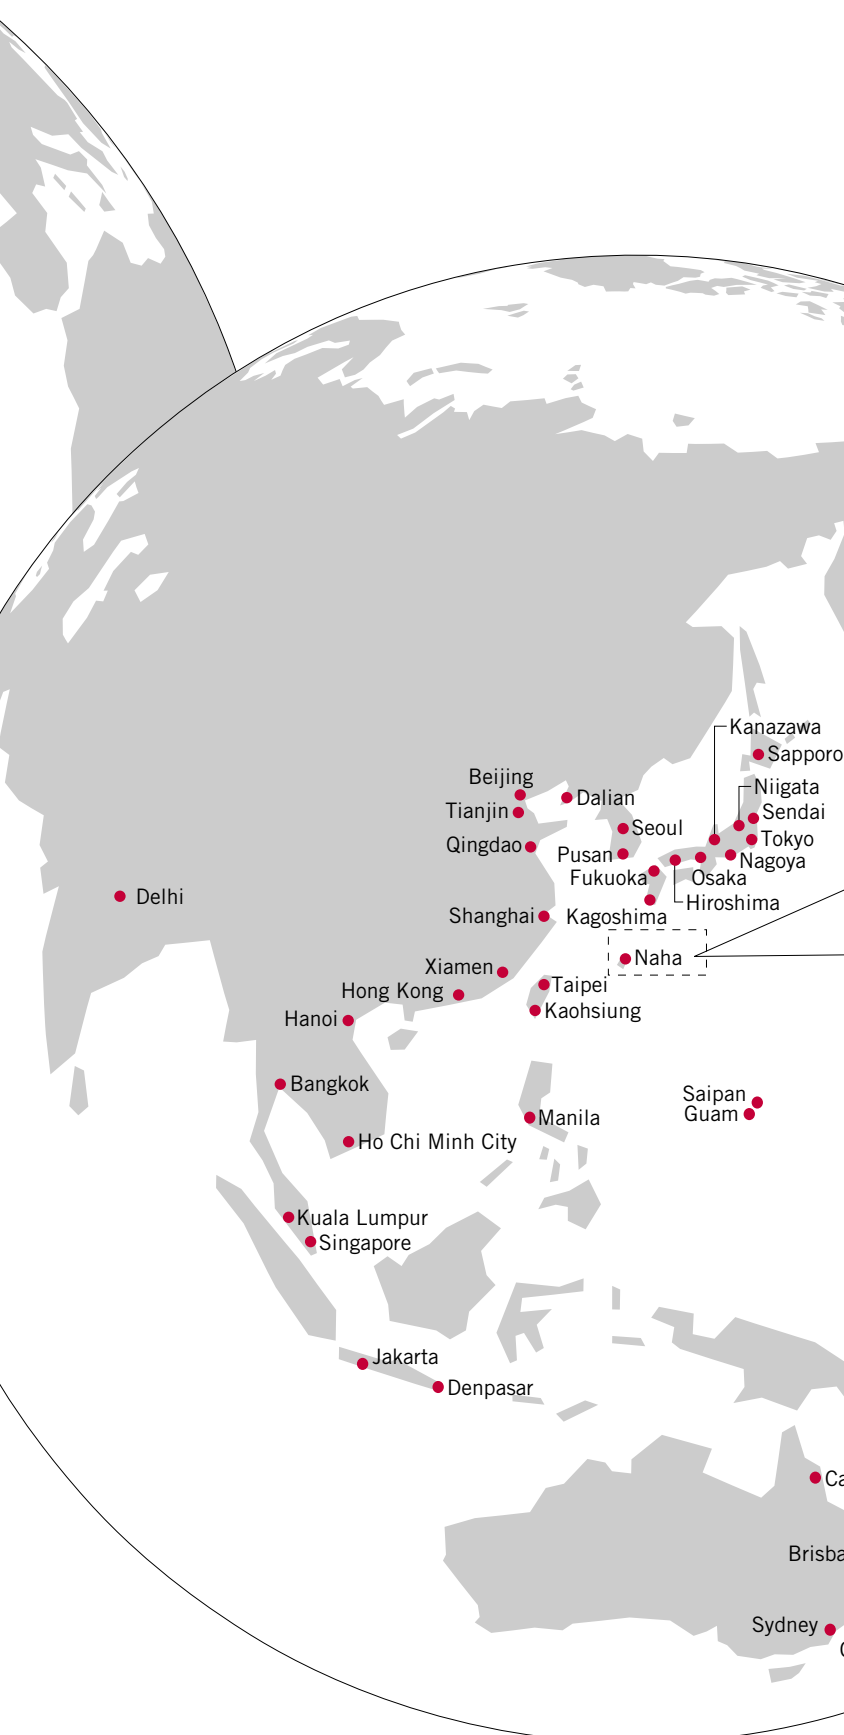 Kanazawa
Sapporo
Beijing
Niigata
Dalian
Tianjin
Sendai
Seoul
Tokyo
Qingdao
Pusan
Nagoya
Fukuoka
Osaka
Delhi
Hiroshima
Shanghai
Kagoshima
Naha
Xiamen
Taipei
Hong Kong
Kaohsiung
Hanoi
Bangkok
Saipan
Guam
Manila
Ho Chi Minh City
Kuala Lumpur
Singapore
Jakarta
Denpasar
Ca
Brisba
Sydney